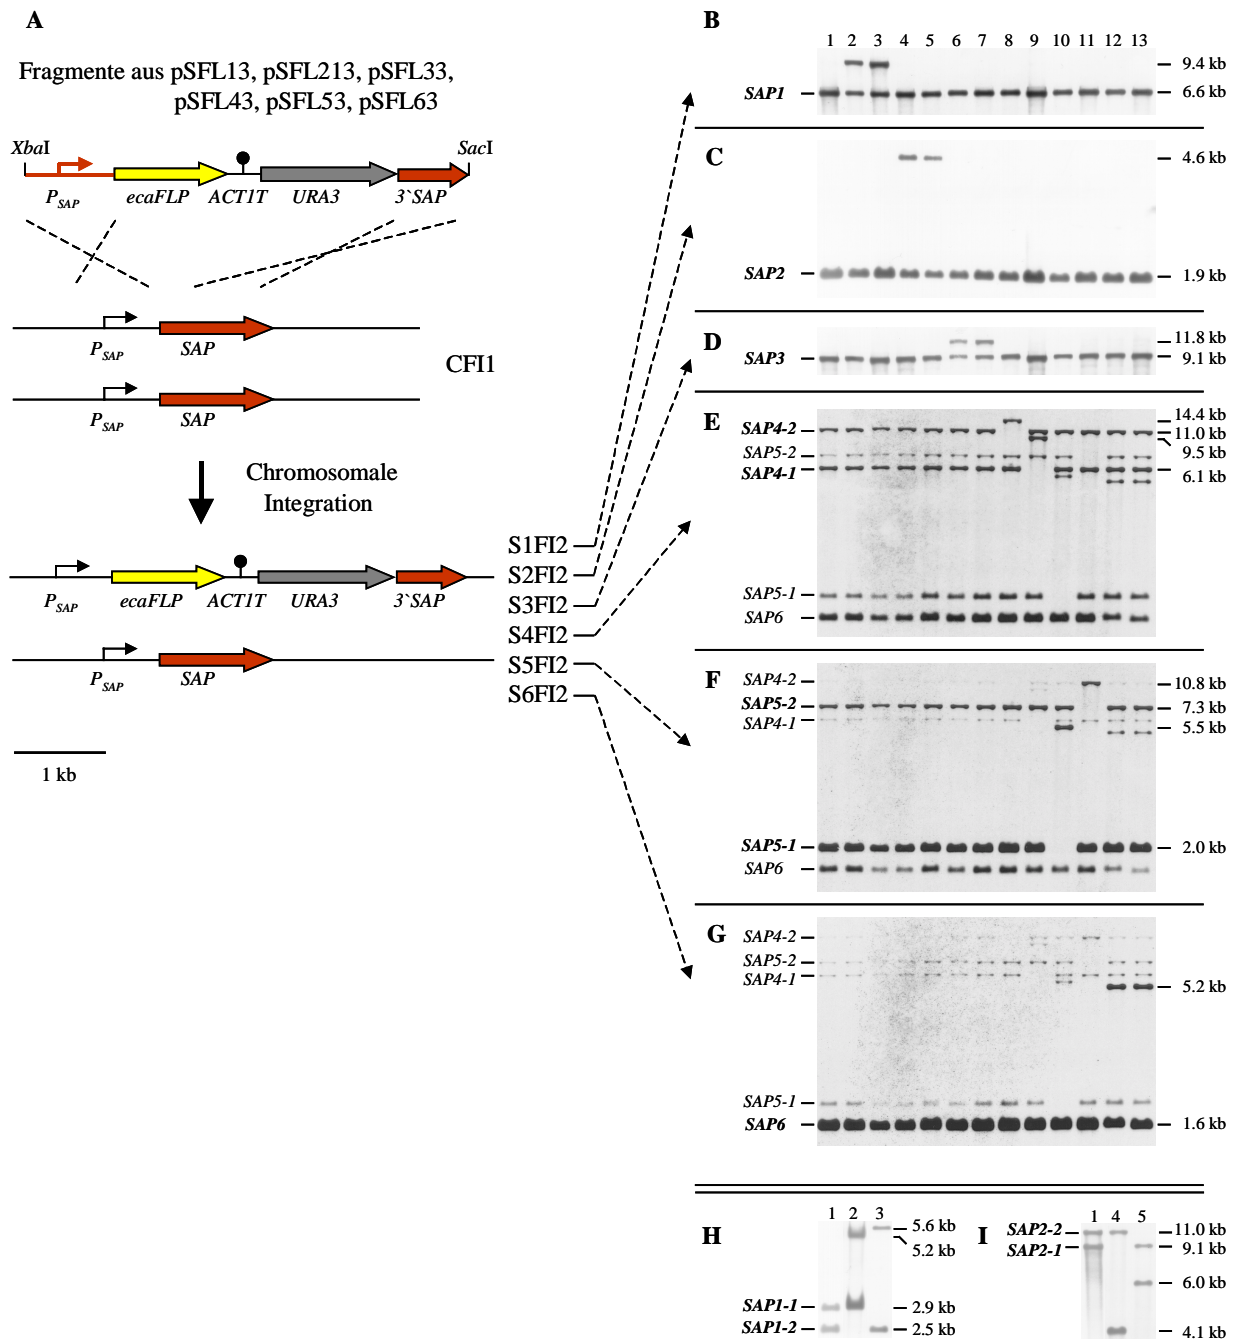 A
Fragmente aus pSFL13, pSFL213, pSFL33,
pSFL43, pSFL53, pSFL63
XbaI
SacI
P_SAP
ecaFLP
ACT1T
URA3
3`SAP
P_SAP
SAP
CFI1
P_SAP
SAP
Chromosomale
Integration
P_SAP
ecaFLP
ACT1T
URA3
3`SAP
P_SAP
SAP
1 kb
S1FI2
S2FI2
S3FI2
S4FI2
S5FI2
S6FI2
B
1 2 3 4 5 6 7 8 9 10 11 12 13
9.4 kb
SAP1
6.6 kb
C
4.6 kb
SAP2
1.9 kb
D
11.8 kb
SAP3
9.1 kb
E
14.4 kb
SAP4-2
11.0 kb
SAP5-2
9.5 kb
SAP4-1
6.1 kb
SAP5-1
SAP6
F
SAP4-2
10.8 kb
SAP5-2
7.3 kb
SAP4-1
5.5 kb
SAP5-1
2.0 kb
SAP6
G
SAP4-2
SAP5-2
SAP4-1
5.2 kb
SAP5-1
SAP6
1.6 kb
H
1 2 3
5.6 kb
5.2 kb
SAP1-1
2.9 kb
SAP1-2
2.5 kb
I
1 4 5
SAP2-2
11.0 kb
SAP2-1
9.1 kb
6.0 kb
4.1 kb